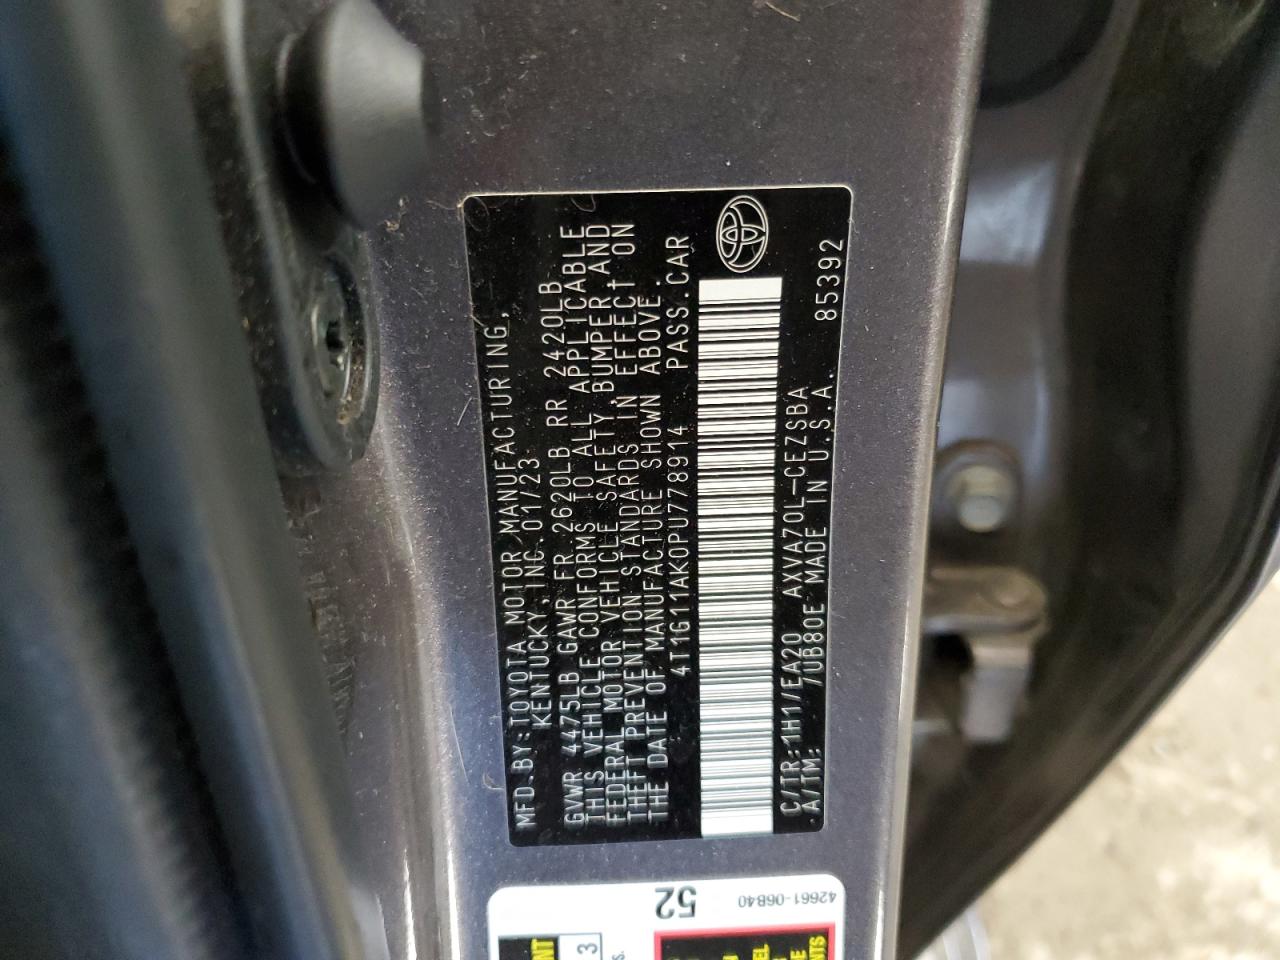 MFD.BY:TOYOTA MOTOR MANUFACTURING,
KENTUCKY, INC. 01/23
GVWR 4475LB GAWR FR 2620LB RR 2420LB
THIS VEHICLE CONFORMS TO ALL APPLICABLE
FEDERAL MOTOR VEHICLE SAFETY, BUMPER, AND
THEFT PREVENTION STANDARDS IN EFFECT ON
THE DATE OF MANUFACTURE SHOWN ABOVE.
4T1G11AK0PU778914 PASS.CAR
C/TR:1H1/EA20 AXVA70L-CEZSBA
A/TM: /UB80E MADE IN U.S.A. 85392
52
42661-06B40
3